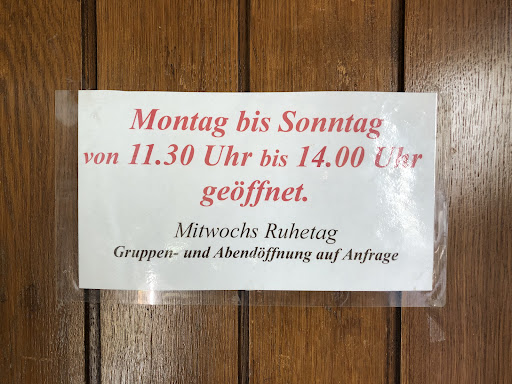 Montag bis Sonntag
von 11.30 Uhr bis 14.00 Uhr
geöffnet.
Mitwochs Ruhetag
Gruppen- und Abendöffnung auf Anfrage